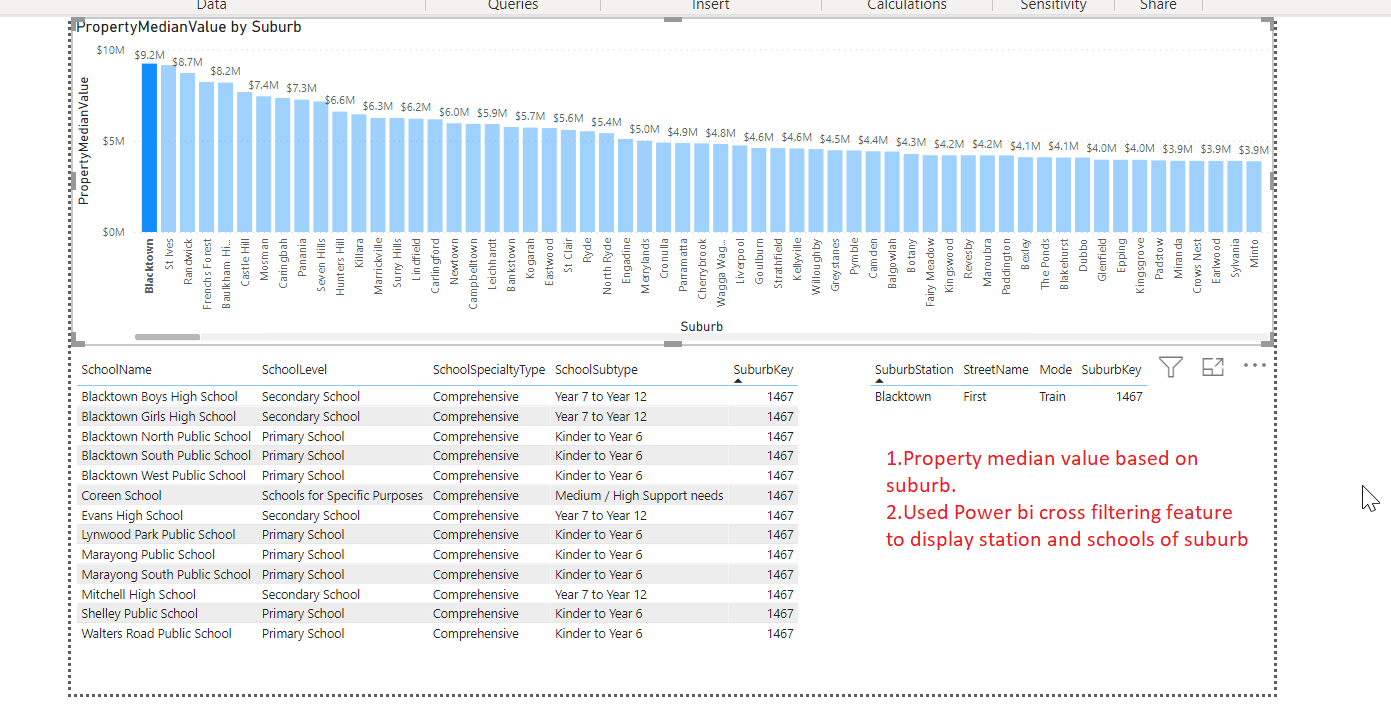 Data Queries Insert Calculations Sensitivity Share
PropertyMedianValue by Suburb
$10M
$5M
$0M
PropertyMedianValue
$9.2M $8.7M $8.2M $7.4M $7.3M $6.6M $6.3M $6.2M $6.0M $5.9M $5.7M $5.6M $5.4M $5.0M $4.9M $4.8M $4.6M $4.6M $4.5M $4.4M $4.3M $4.2M $4.2M $4.1M $4.1M $4.0M $4.0M $3.9M $3.9M $3.9M
Blacktown
St Ives
Randwick
Frenchs Forest
Baulkham Hi...
Castle Hill
Mosman
Caringbah
Panania
Seven Hills
Hunters Hill
Killara
Marrickville
Surry Hills
Lindfield
Carlingford
Newtown
Campbelltown
Leichhardt
Bankstown
Kogarah
Eastwood
St Clair
Ryde
North Ryde
Engadine
Merrylands
Cronulla
Parramatta
Cherrybrook
Wagga Wag...
Liverpool
Goulburn
Strathfield
Kellyville
Willoughby
Greystanes
Pymble
Camden
Balgowlah
Botany
Fairy Meadow
Kingswood
Revesby
Maroubra
Paddington
Bexley
The Ponds
Blakehurst
Dubbo
Glenfield
Epping
Kingsgrove
Padstow
Miranda
Crows Nest
Earlwood
Sylvania
Minto
Suburb
SchoolName SchoolLevel SchoolSpecialtyType SchoolSubtype SuburbKey
Blacktown Boys High School Secondary School Comprehensive Year 7 to Year 12 1467
Blacktown Girls High School Secondary School Comprehensive Year 7 to Year 12 1467
Blacktown North Public School Primary School Comprehensive Kinder to Year 6 1467
Blacktown South Public School Primary School Comprehensive Kinder to Year 6 1467
Blacktown West Public School Primary School Comprehensive Kinder to Year 6 1467
Coreen School Schools for Specific Purposes Comprehensive Medium / High Support needs 1467
Evans High School Secondary School Comprehensive Year 7 to Year 12 1467
Lynwood Park Public School Primary School Comprehensive Kinder to Year 6 1467
Marayong Public School Primary School Comprehensive Kinder to Year 6 1467
Marayong South Public School Primary School Comprehensive Kinder to Year 6 1467
Mitchell High School Secondary School Comprehensive Year 7 to Year 12 1467
Shelley Public School Primary School Comprehensive Kinder to Year 6 1467
Walters Road Public School Primary School Comprehensive Kinder to Year 6 1467
SuburbStation StreetName Mode SuburbKey
Blacktown First Train 1467
1.Property median value based on
suburb.
2.Used Power bi cross filtering feature
to display station and schools of suburb